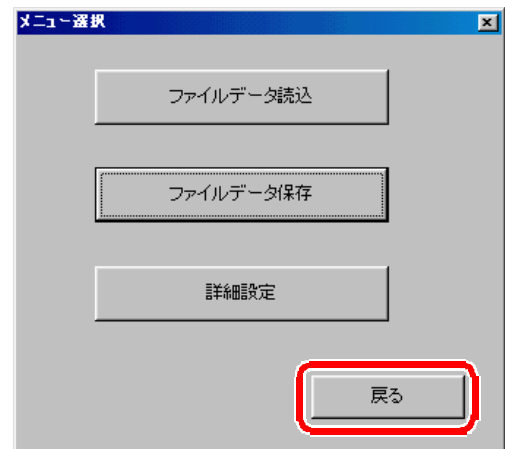 メニュー選択
ファイルデータ読込
ファイルデータ保存
詳細設定
戻る